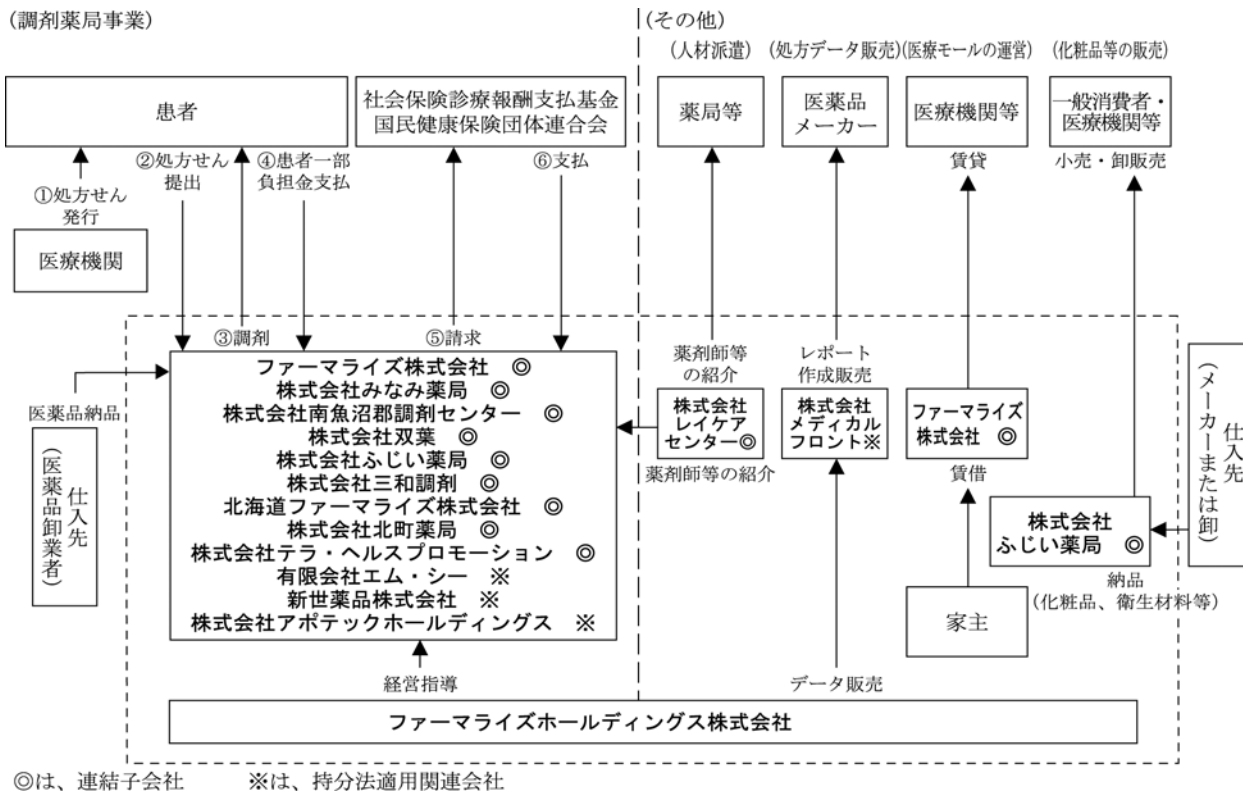 (調剤薬局事業)
(その他)
(人材派遣)
(処方データ販売)
(医療モールの運営)
(化粧品等の販売)
患者
社会保険診療報酬支払基金
国民健康保険団体連合会
薬局等
医薬品
メーカー
医療機関等
一般消費者・
医療機関等
①処方せん
発行
②処方せん
提出
④患者一部
負担金支払
⑥支払
賃貸
小売・卸販売
医療機関
③調剤
⑤請求
薬剤師等
の紹介
レポート
作成販売
医薬品納品
仕入先
(医薬品卸業者)
ファーマライズ株式会社 ◎
株式会社みなみ薬局 ◎
株式会社南魚沼郡調剤センター ◎
株式会社双葉 ◎
株式会社ふじい薬局 ◎
株式会社三和調剤 ◎
北海道ファーマライズ株式会社 ◎
株式会社北町薬局 ◎
株式会社テラ・ヘルスプロモーション ◎
有限会社エム・シー ※
新世薬品株式会社 ※
株式会社アポテックホールディングス ※
株式会社
レイケア
センター◎
薬剤師等の紹介
株式会社
メディカル
フロント※
ファーマライズ
株式会社 ◎
賃借
株式会社
ふじい薬局 ◎
仕入先
(メーカーまたは卸)
納品
(化粧品、衛生材料等)
家主
経営指導
データ販売
ファーマライズホールディングス株式会社
◎は、連結子会社 ※は、持分法適用関連会社